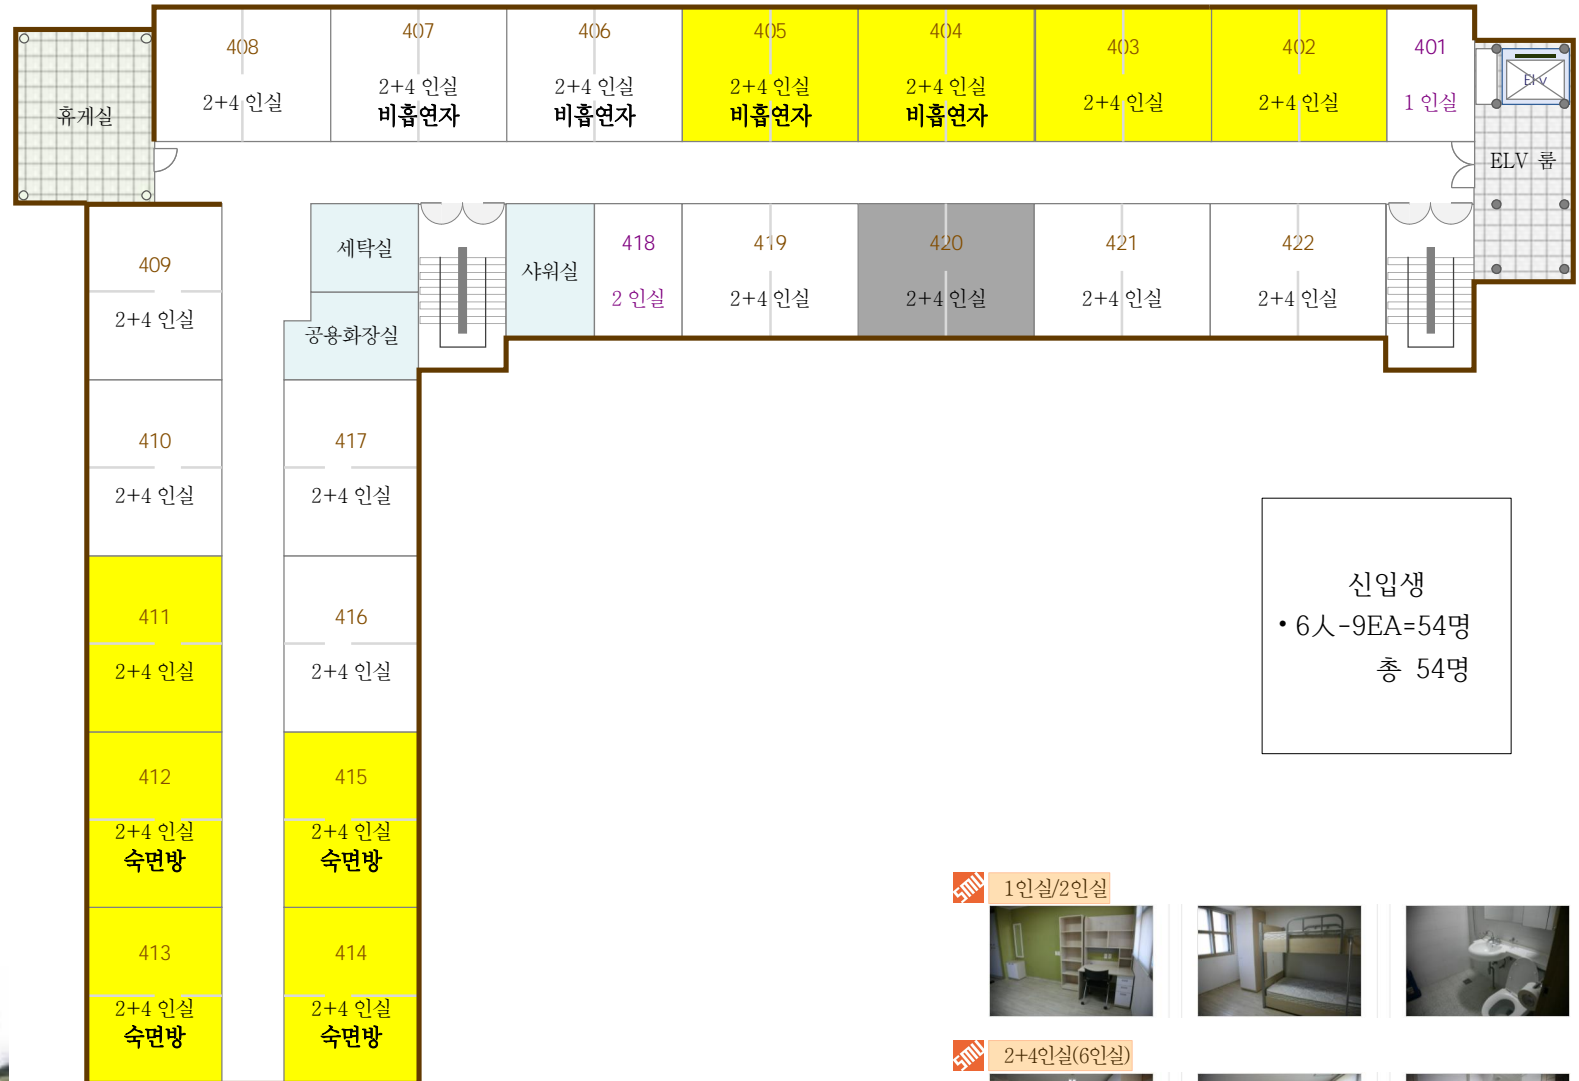 408
2+4 인실
407
2+4 인실
비흡연자
406
2+4 인실
비흡연자
405
2+4 인실
비흡연자
404
2+4 인실
비흡연자
403
2+4 인실
402
2+4 인실
401
1 인실
Elv
휴게실
ELV 룸
409
2+4 인실
세탁실
공용화장실
샤워실
418
2 인실
419
2+4 인실
420
2+4 인실
421
2+4 인실
422
2+4 인실
410
2+4 인실
417
2+4 인실
411
2+4 인실
416
2+4 인실
신입생
• 6人-9EA=54명
총 54명
412
2+4 인실
숙면방
415
2+4 인실
숙면방
413
2+4 인실
숙면방
414
2+4 인실
숙면방
SMU 1인실/2인실
SMU 2+4인실(6인실)